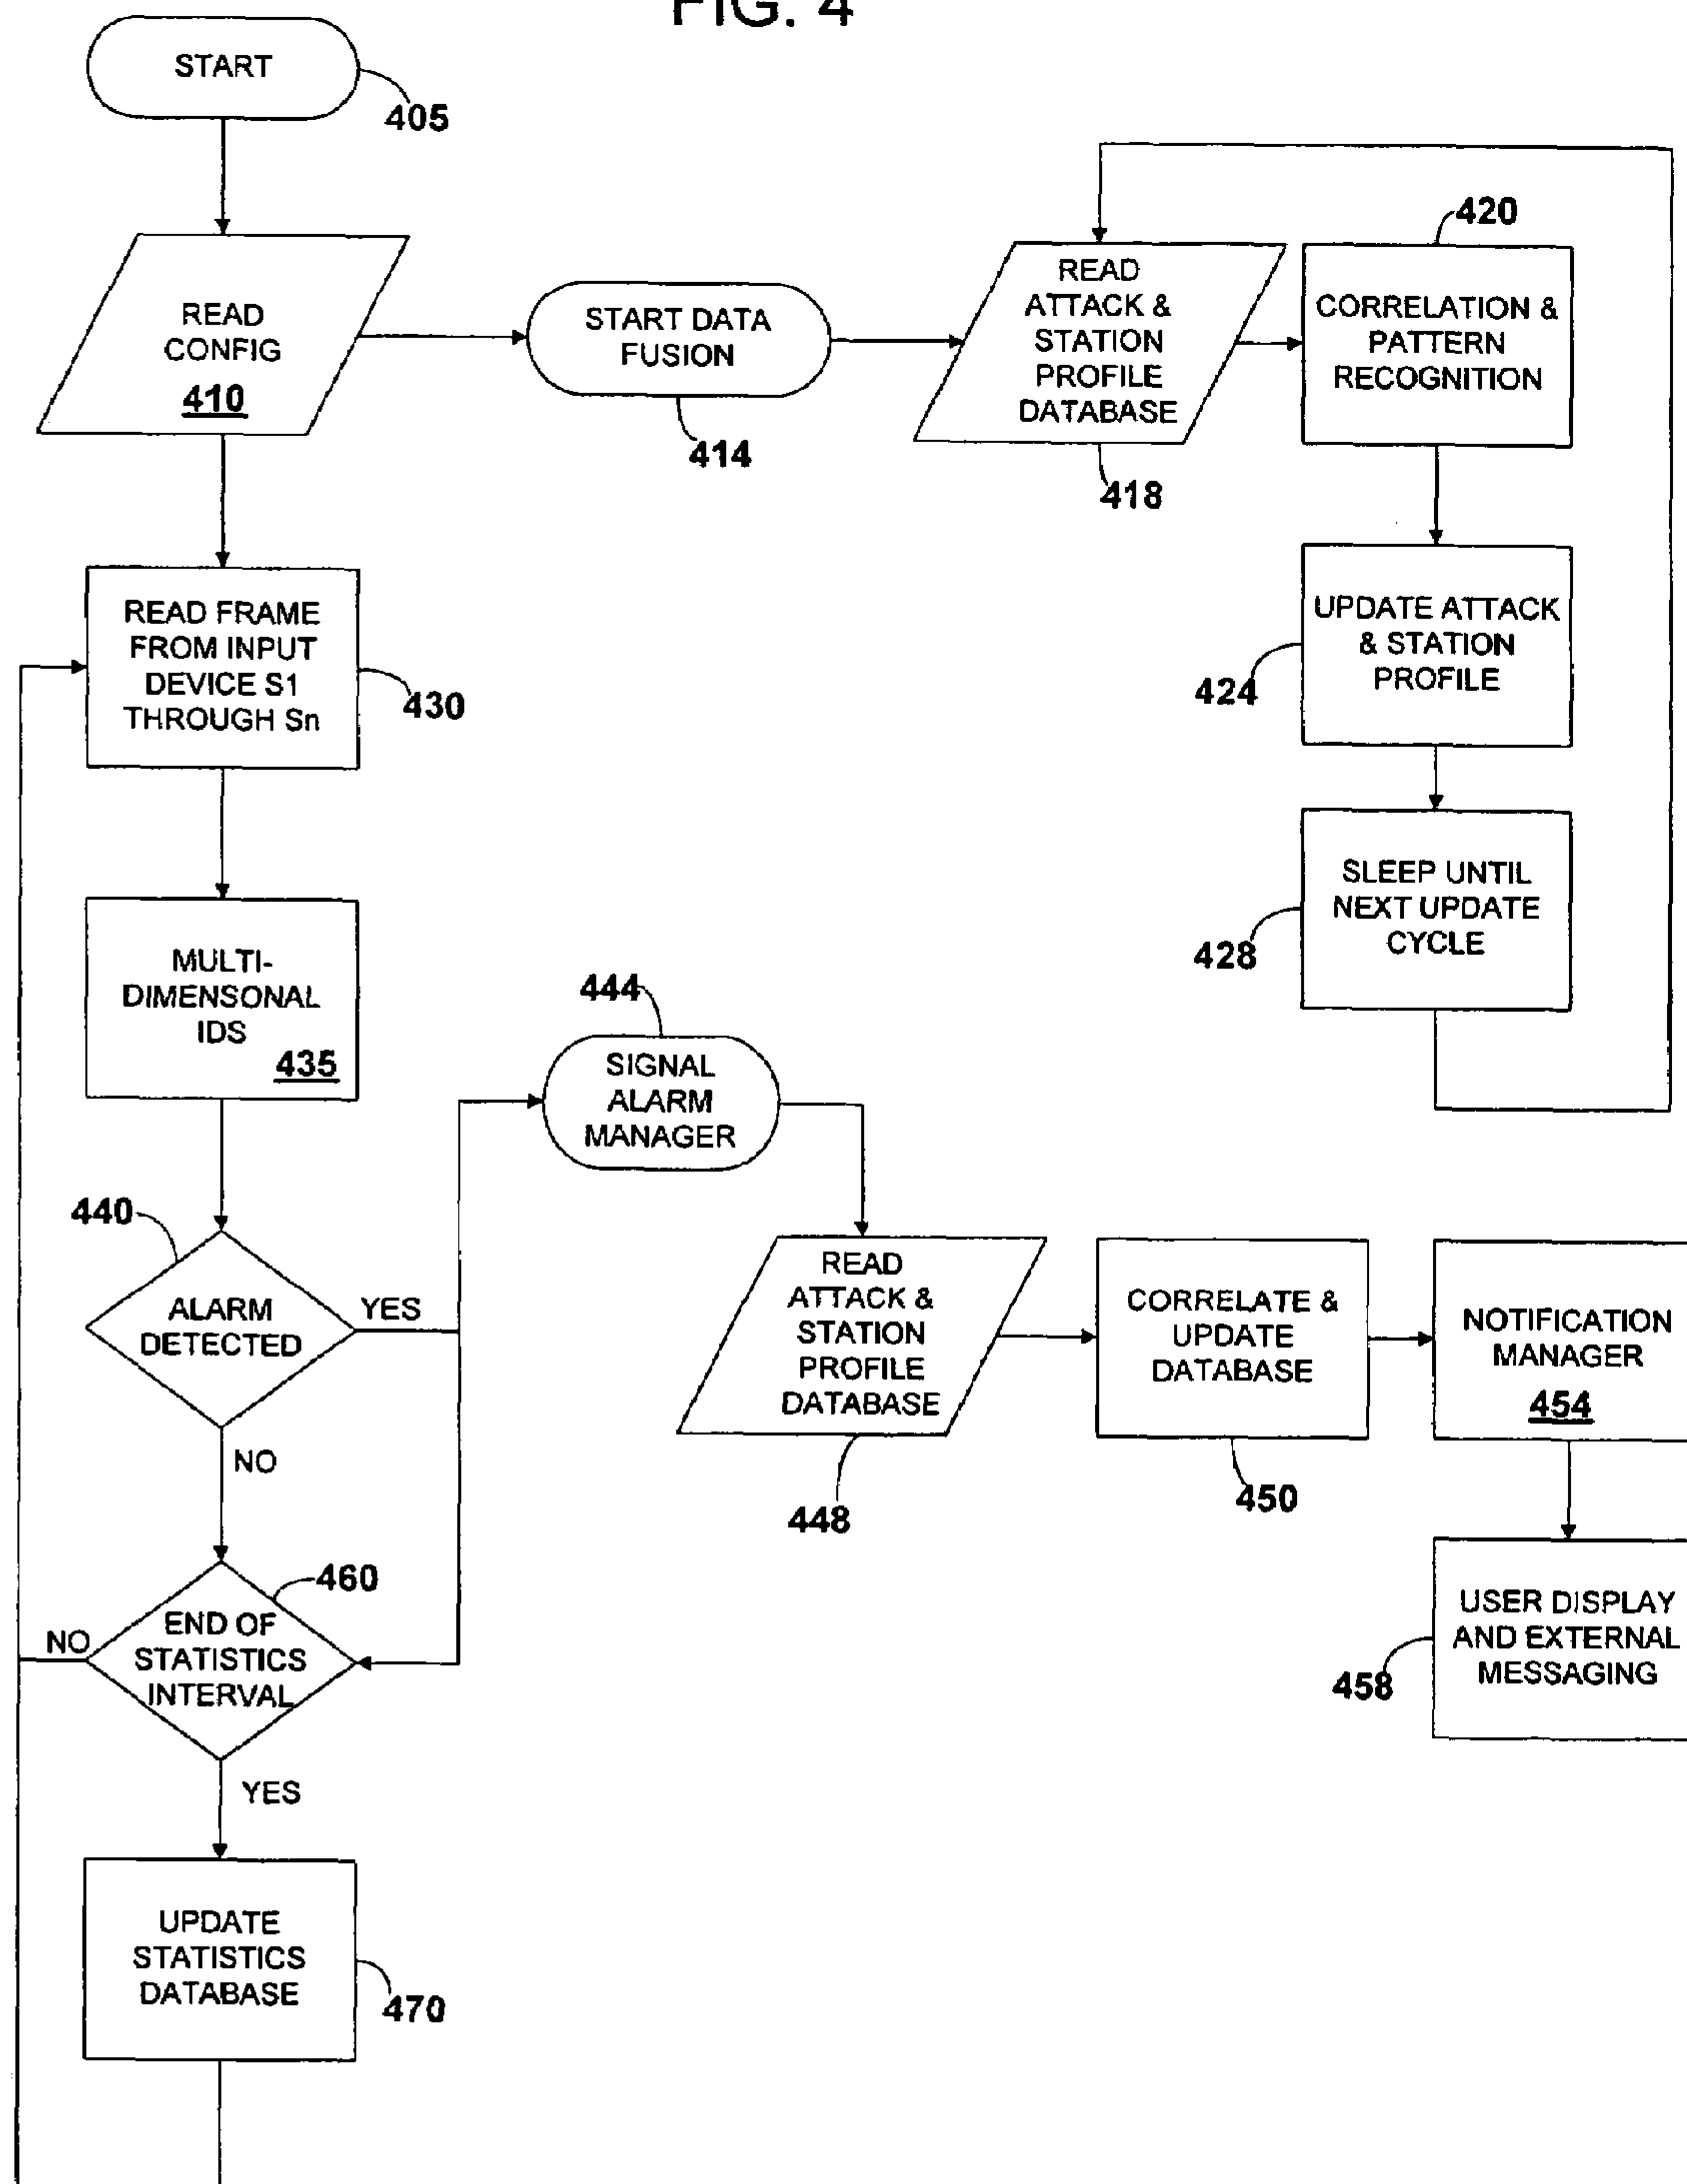 FIG. 4
START
405
READ
CONFIG
410
START DATA
FUSION
414
READ
ATTACK &
STATION
PROFILE
DATABASE
418
420
CORRELATION &
PATTERN
RECOGNITION
UPDATE ATTACK
& STATION
PROFILE
424
SLEEP UNTIL
NEXT UPDATE
CYCLE
428
READ FRAME
FROM INPUT
DEVICE S1
THROUGH Sn
430
MULTI-
DIMENSONAL
IDS
435
440
ALARM
DETECTED
YES
NO
444
SIGNAL
ALARM
MANAGER
READ
ATTACK &
STATION
PROFILE
DATABASE
448
CORRELATE &
UPDATE
DATABASE
450
NOTIFICATION
MANAGER
454
USER DISPLAY
AND EXTERNAL
MESSAGING
458
460
END OF
STATISTICS
INTERVAL
NO
YES
UPDATE
STATISTICS
DATABASE
470